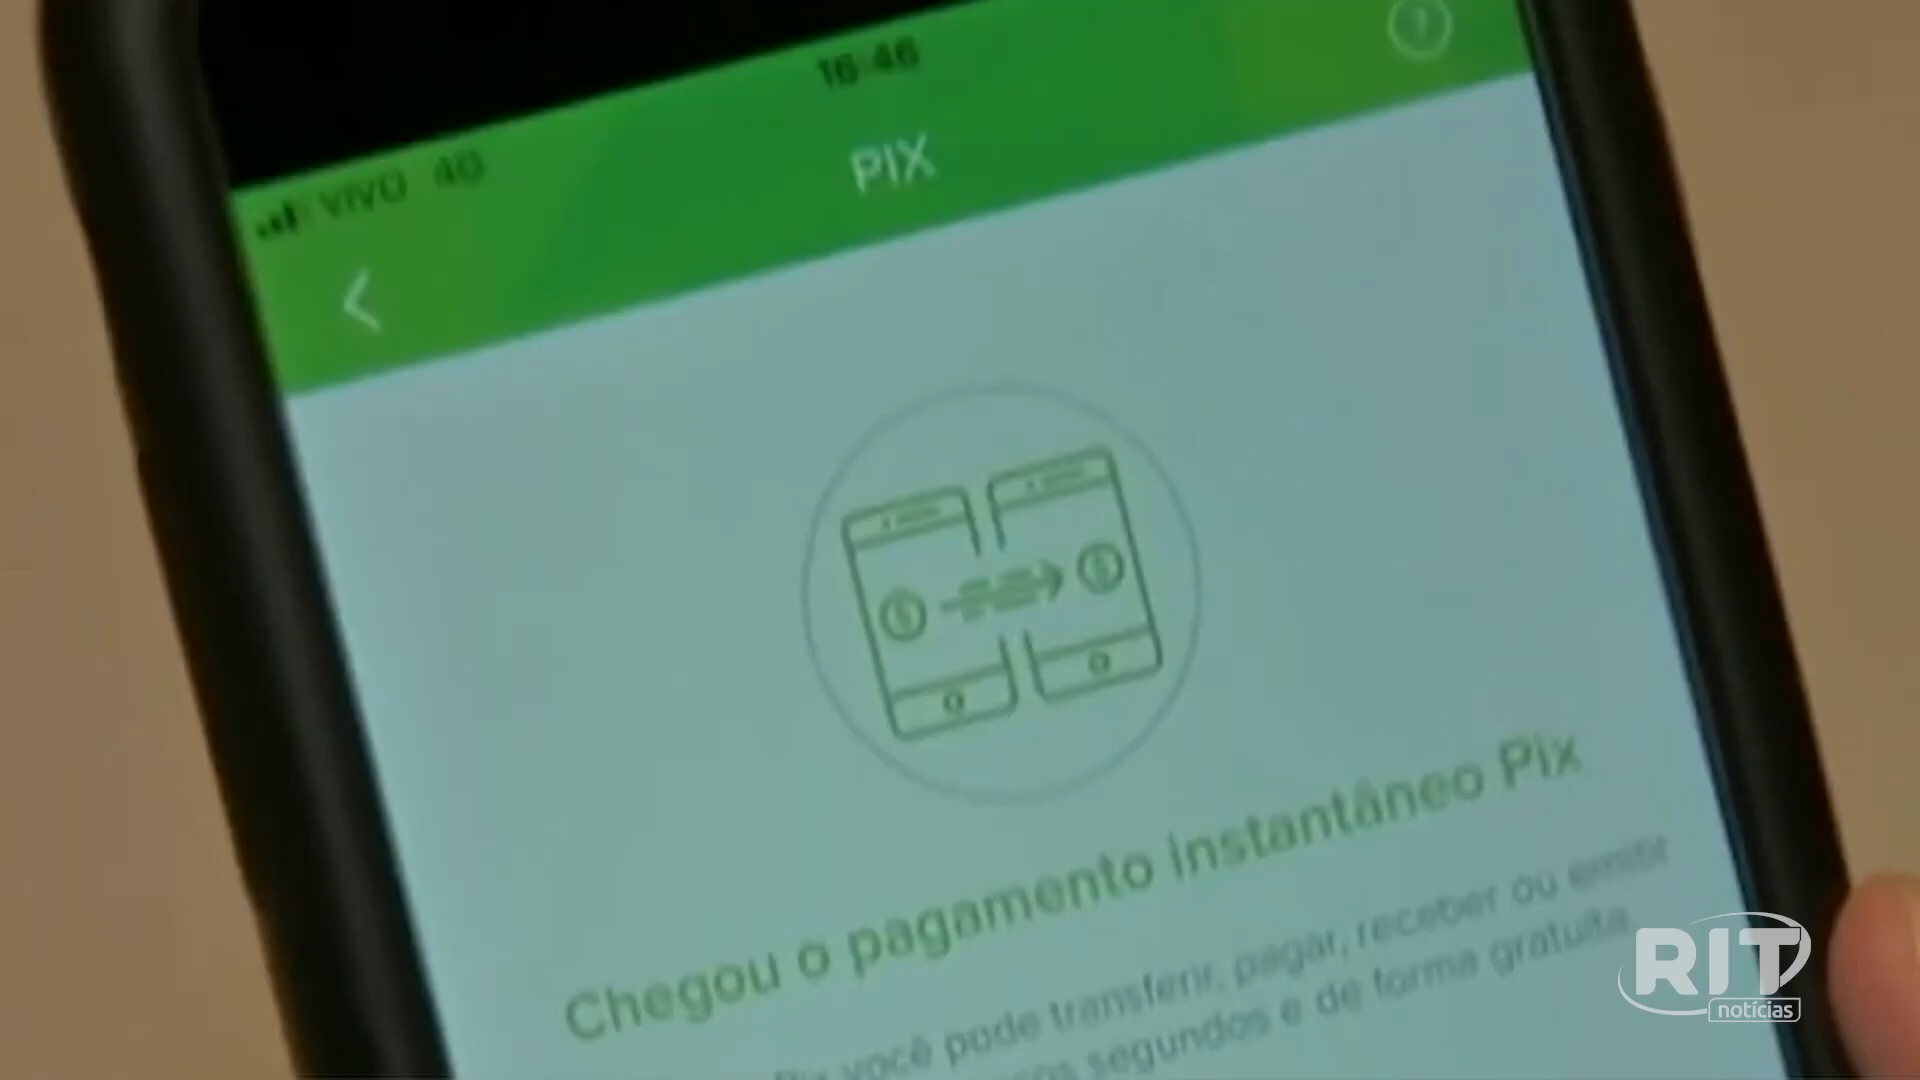 16:46
VIVO 4G
PIX
Chegou o pagamento instantâneo Pix
Pix você pode transferir, pagar, receber ou emitir
segundos e de forma gratuita
RIT
notícias